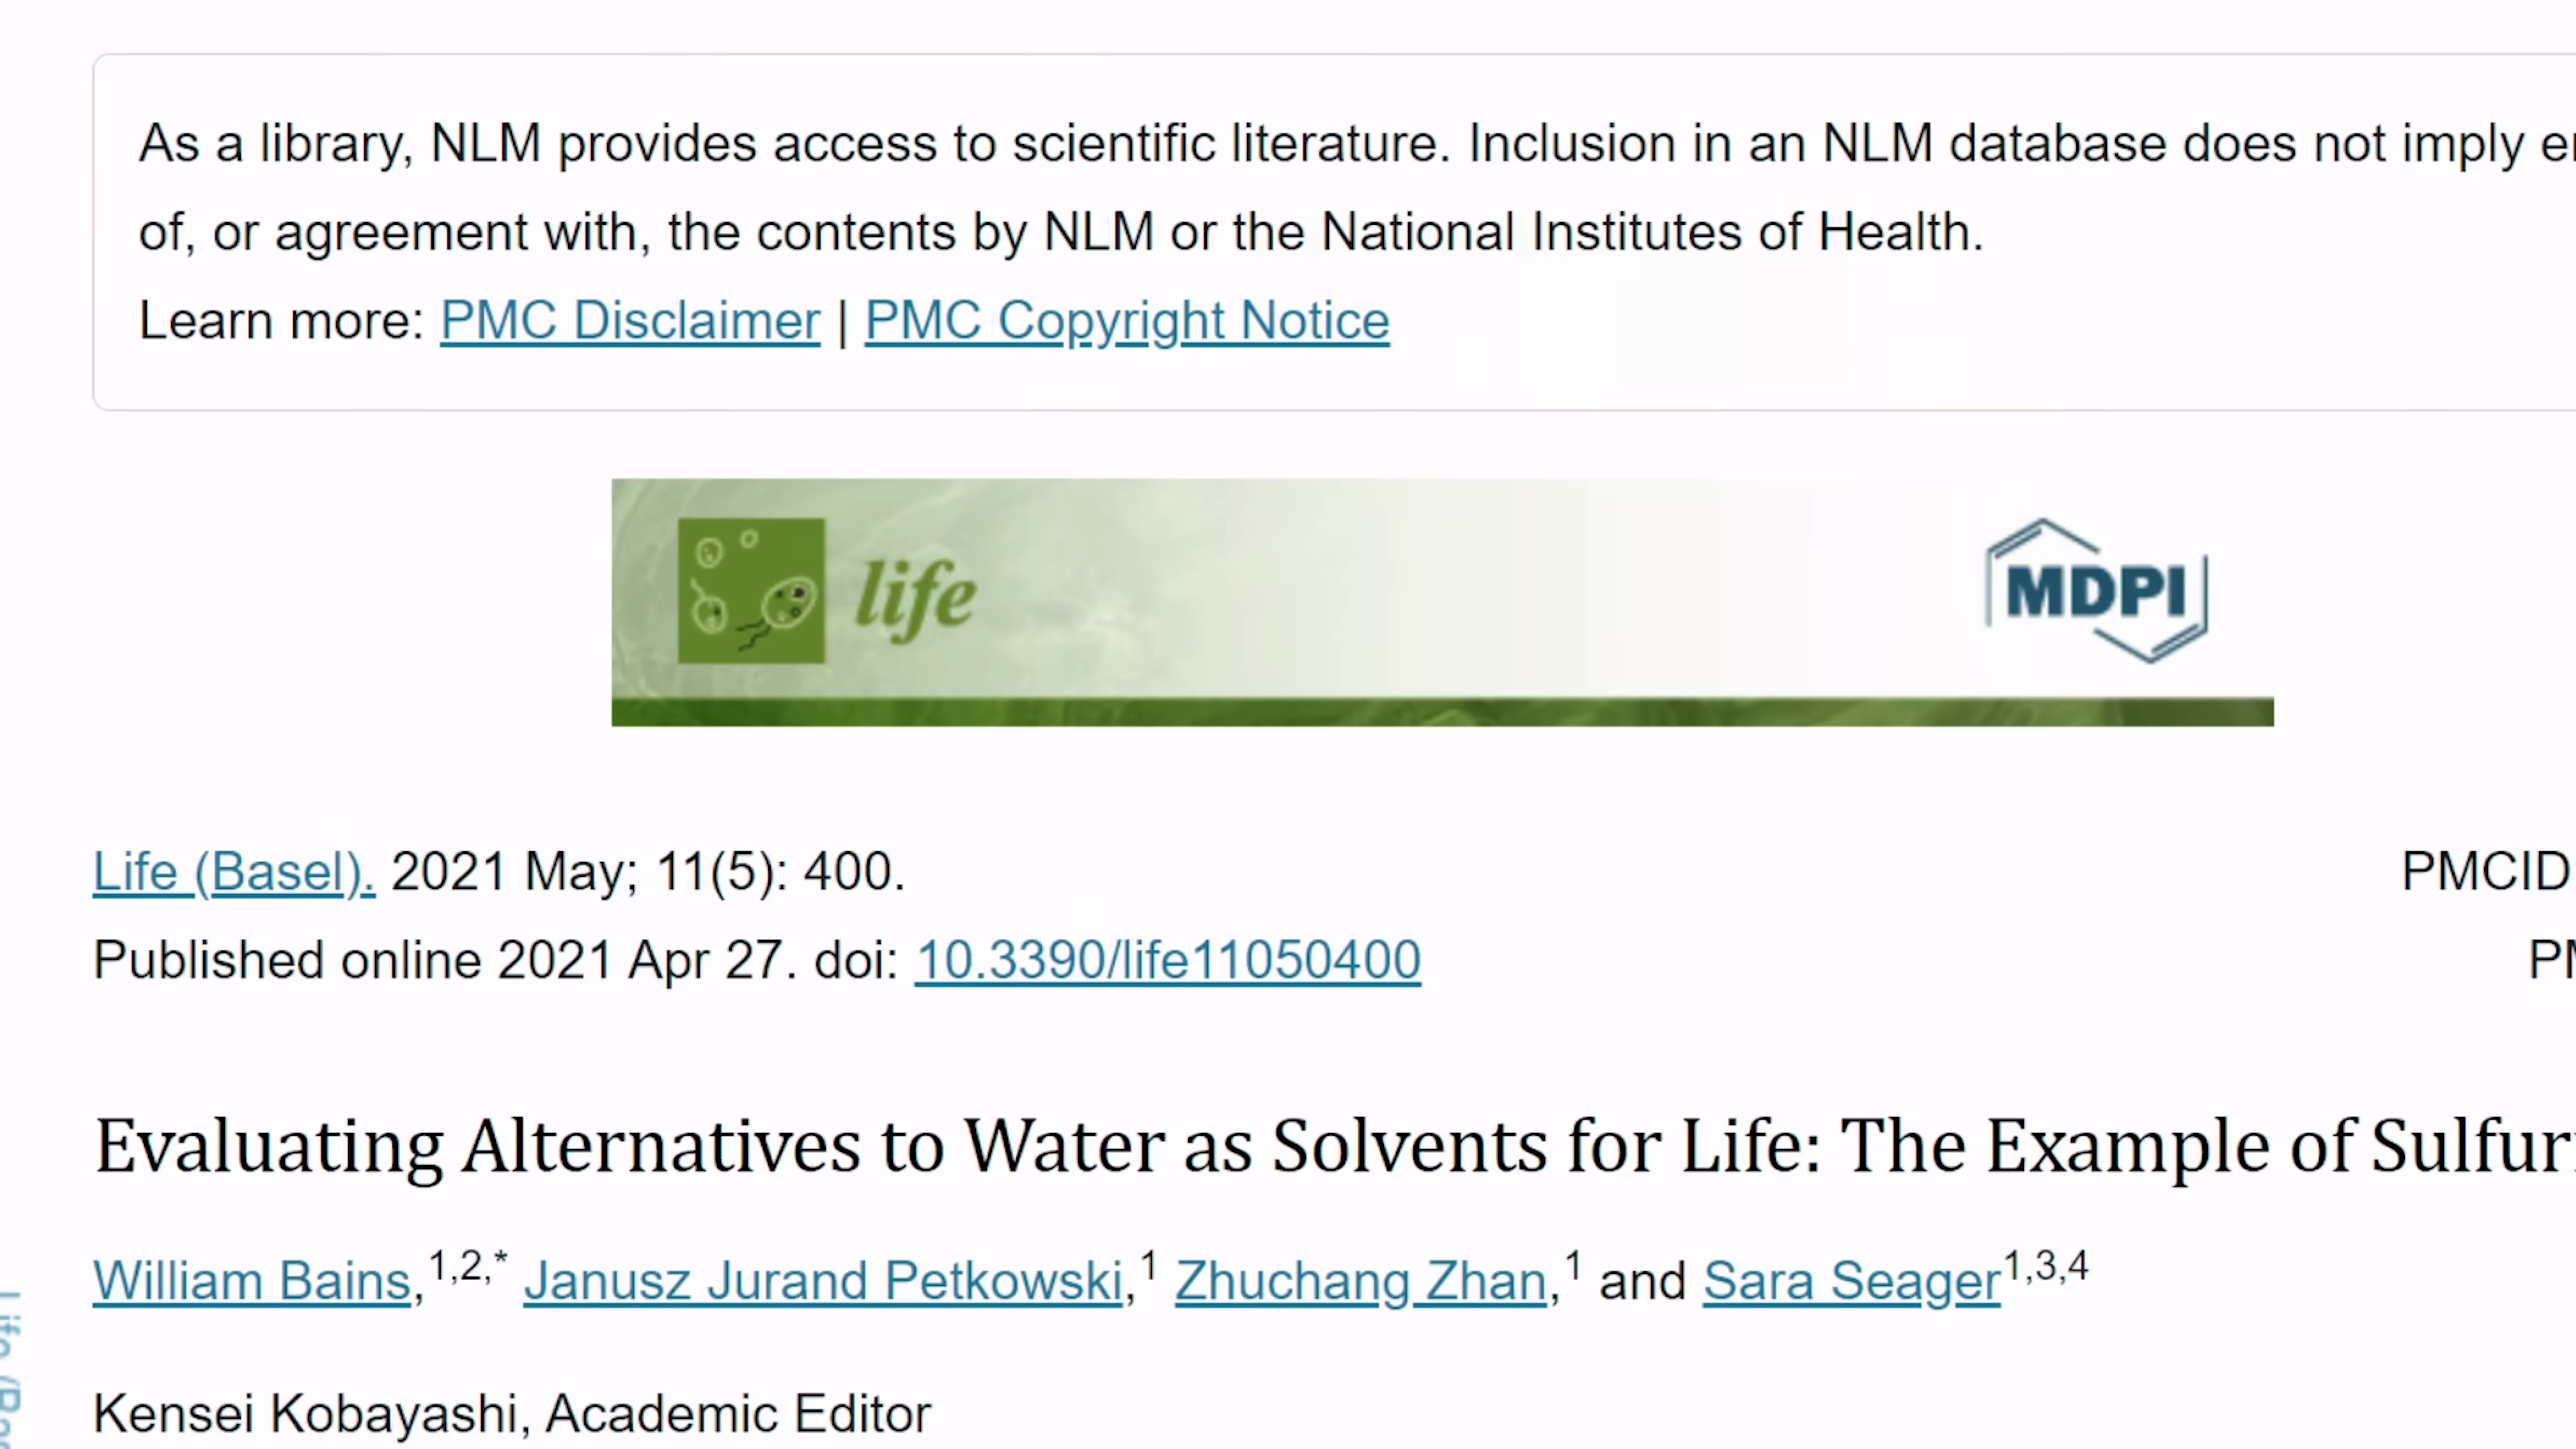 As a library, NLM provides access to scientific literature. Inclusion in an NLM database does not imply
of, or agreement with, the contents by NLM or the National Institutes of Health.
Learn more: PMC Disclaimer | PMC Copyright Notice
life
MDPI
Life (Basel). 2021 May; 11(5): 400.
PMCID
Published online 2021 Apr 27. doi: 10.3390/life11050400
Evaluating Alternatives to Water as Solvents for Life: The Example of
William Bains,1,2,* Janusz Jurand Petkowski,1 Zhuchang Zhan,1 and Sara Seager1,3,4
Kensei Kobayashi, Academic Editor